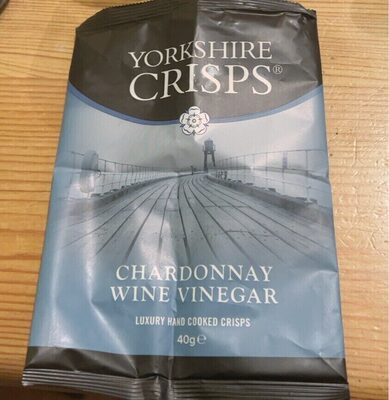 YORKSHIRE
CRISPS®
CHARDONNAY
WINE VINEGAR
LUXURY HAND COOKED CRISPS
40g℮